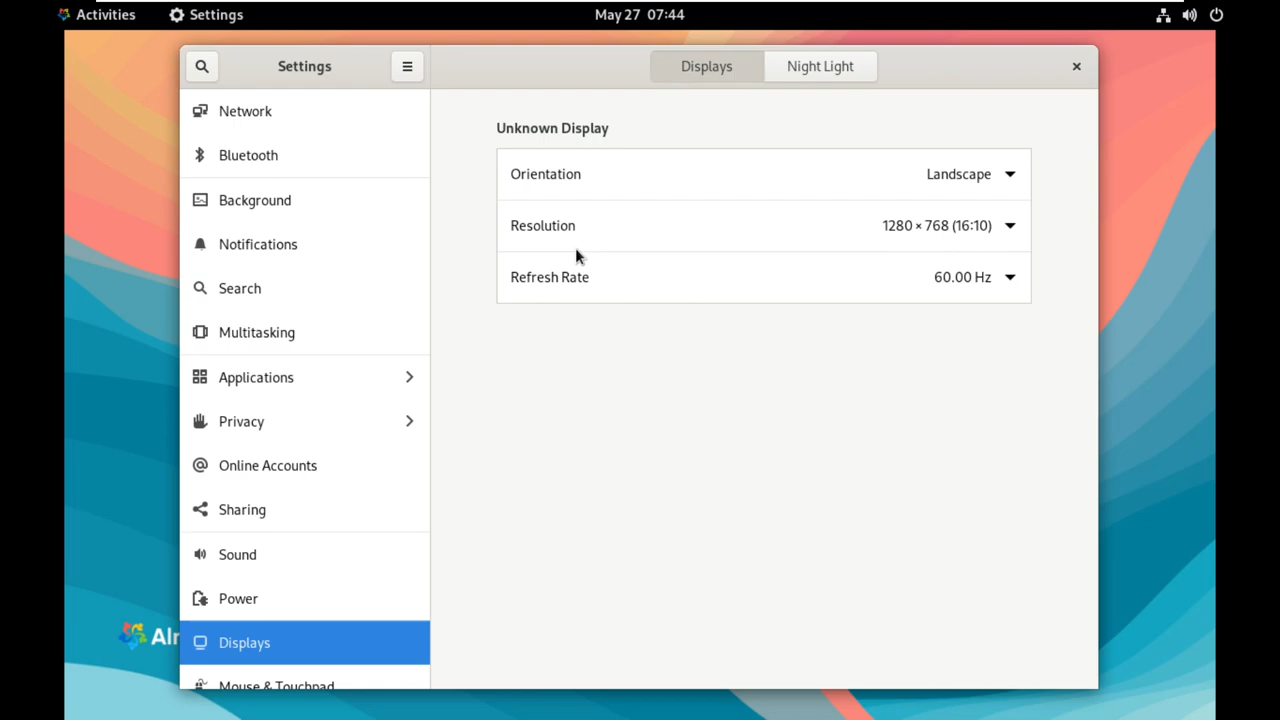 Activities
Settings
May 27 07:44
Settings
Displays
Night Light
Network
Bluetooth
Background
Notifications
Search
Multitasking
Applications
Privacy
Online Accounts
Sharing
Sound
Power
Displays
Mouse & Touchpad
Unknown Display
Orientation
Landscape
Resolution
1280 × 768 (16:10)
Refresh Rate
60.00 Hz